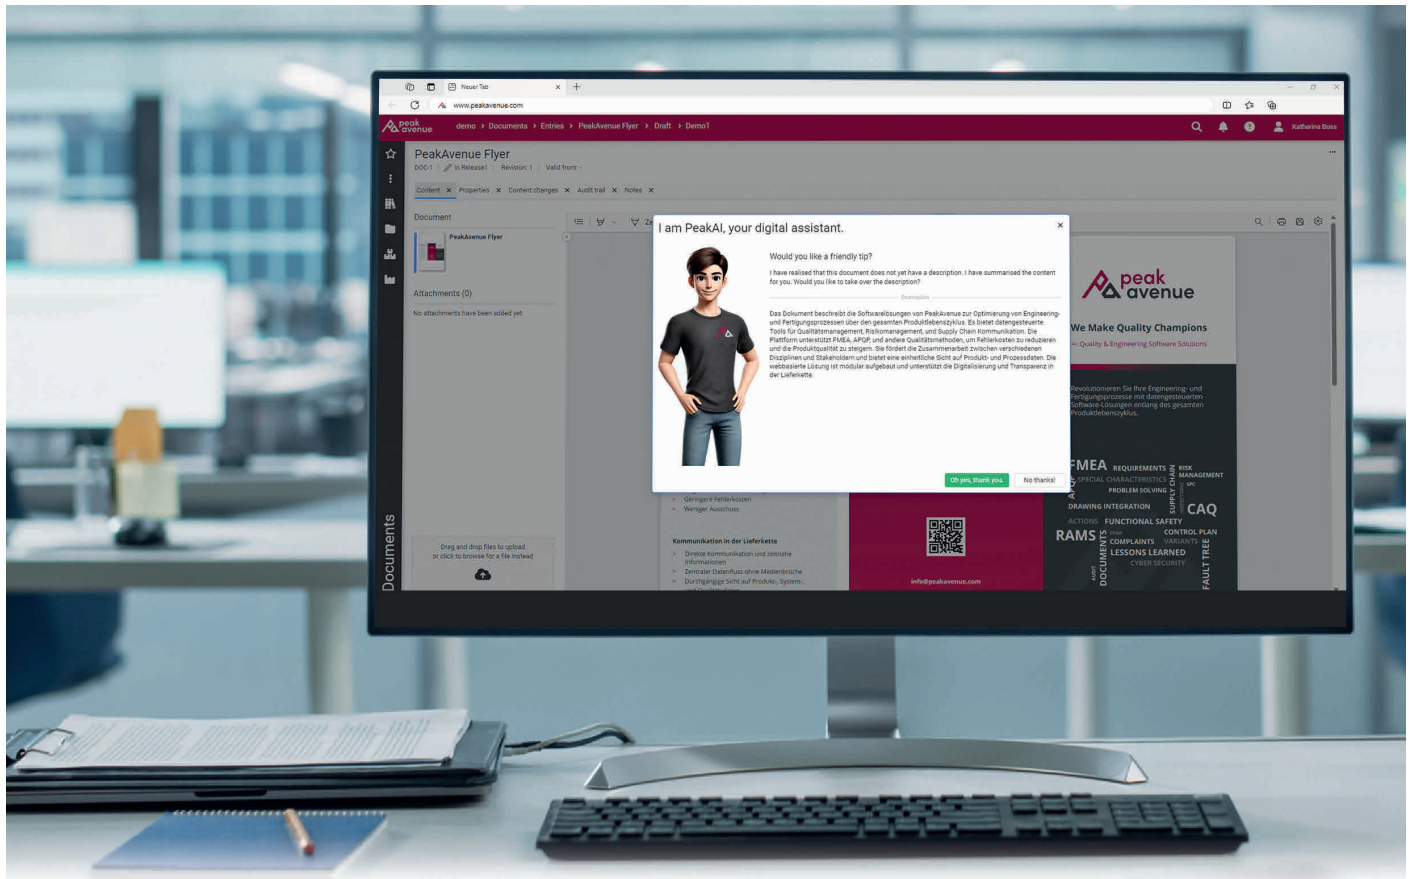 Neuer Tab
www.peakavenue.com
peak
avenue
demo › Documents › Entries › PeakAvenue Flyer › Draft › Demo1
Katherina Boss
PeakAvenue Flyer
DOC-1 | in Release1 | Revision: 1 | Valid from: -
Content × Properties × Content changes × Audit trail × Notes ×
Document
PeakAvenue Flyer
Attachments (0)
No attachments have been added yet
Drag and drop files to upload
or click to browse for a file instead
Documents
I am PeakAI, your digital assistant.
Would you like a friendly tip?
I have realised that this document does not yet have a description. I have summarised the content
for you. Would you like to take over the description?
Description
Das Dokument beschreibt die Softwarelösungen von PeakAvenue zur Optimierung von Engineering-
und Fertigungsprozessen über den gesamten Produktlebenszyklus. Es bietet datengesteuerte
Tools für Qualitätsmanagement, Risikomanagement, und Supply Chain Kommunikation. Die
Plattform unterstützt FMEA, APQP, und andere Qualitätsmethoden, um Fehlerkosten zu reduzieren
und die Produktqualität zu steigern. Sie fördert die Zusammenarbeit zwischen verschiedenen
Disziplinen und Stakeholdern und bietet eine einheitliche Sicht auf Produkt- und Prozessdaten. Die
webbasierte Lösung ist modular aufgebaut und unterstützt die Digitalisierung und Transparenz in
der Lieferkette.
Oh yes, thank you.
No thanks!
> Geringere Fehlerkosten
> Weniger Ausschuss
Kommunikation in der Lieferkette
> Direkte Kommunikation und zeitnahe
Informationen
> Zentraler Datenfluss ohne Medienbrüche
> Durchgängige Sicht auf Produkt-, System-,
info@peakavenue.com
peak
avenue
We Make Quality Champions
— Quality & Engineering Software Solutions
Revolutionieren Sie Ihre Engineering- und
Fertigungsprozesse mit datengesteuerten
Software-Lösungen entlang des gesamten
Produktlebenszyklus.
FMEA
REQUIREMENTS
RISK
MANAGEMENT
SPECIAL CHARACTERISTICS
SPC
PROBLEM SOLVING
APQP
SUPPLY CHAIN
INSPECTIONS
DRAWING INTEGRATION
CAQ
ACTIONS
FUNCTIONAL SAFETY
RAMS
CONTROL PLAN
COMPLAINTS
VARIANTS
LESSONS LEARNED
DOCUMENTS
AUDIT
CYBER SECURITY
FAULT TREE